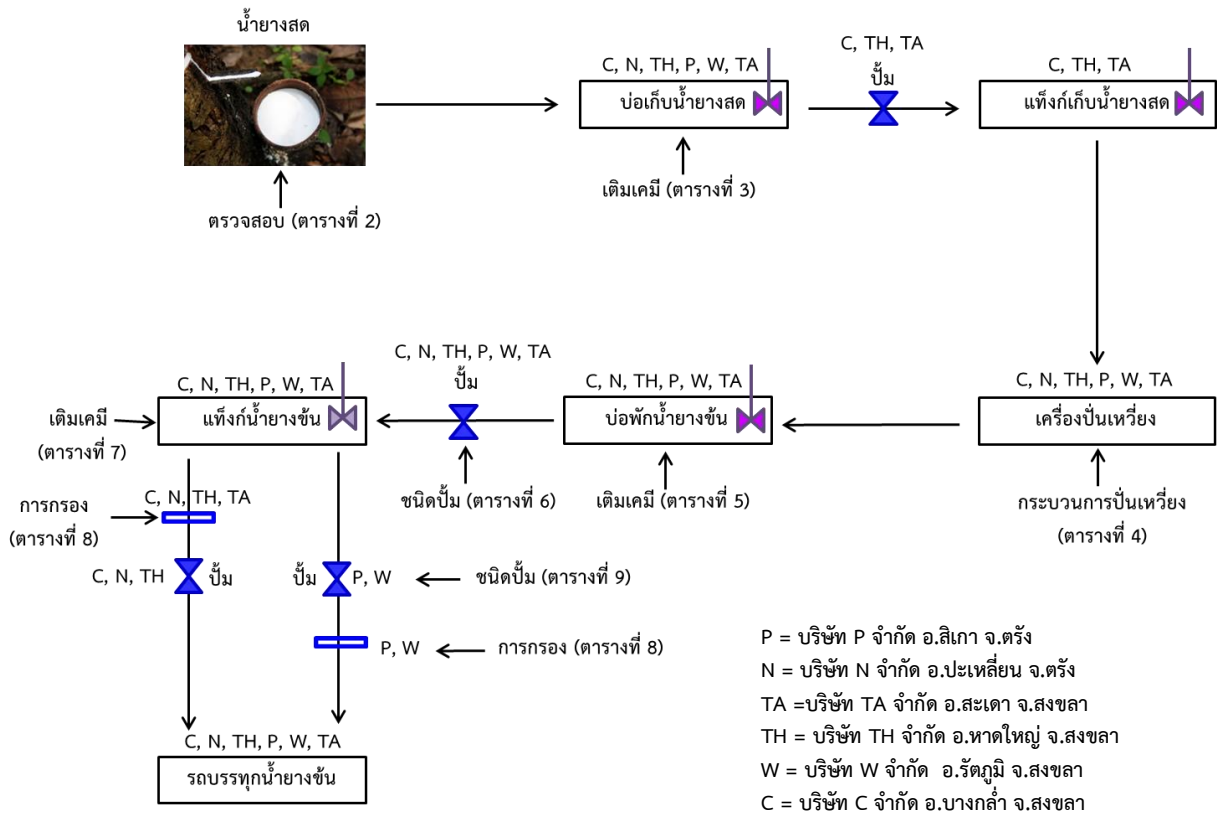 น้ำยางสด
C, N, TH, P, W, TA
บ่อเก็บน้ำยางสด
เติมเคมี (ตารางที่ 3)
C, TH, TA
ปั้ม
C, TH, TA
แท็งก์เก็บน้ำยางสด
ตรวจสอบ (ตารางที่ 2)
C, N, TH, P, W, TA
เครื่องปั่นเหวี่ยง
กระบวนการปั่นเหวี่ยง
(ตารางที่ 4)
C, N, TH, P, W, TA
บ่อพักน้ำยางข้น
เติมเคมี (ตารางที่ 5)
C, N, TH, P, W, TA
ปั้ม
ชนิดปั้ม (ตารางที่ 6)
C, N, TH, P, W, TA
แท็งก์น้ำยางข้น
เติมเคมี
(ตารางที่ 7)
การกรอง
(ตารางที่ 8)
C, N, TH, TA
C, N, TH
ปั้ม
ปั้ม
P, W
ชนิดปั้ม (ตารางที่ 9)
P, W
การกรอง (ตารางที่ 8)
C, N, TH, P, W, TA
รถบรรทุกน้ำยางข้น
P = บริษัท P จำกัด อ.สิเกา จ.ตรัง
N = บริษัท N จำกัด อ.ปะเหลี่ยน จ.ตรัง
TA =บริษัท TA จำกัด อ.สะเดา จ.สงขลา
TH = บริษัท TH จำกัด อ.หาดใหญ่ จ.สงขลา
W = บริษัท W จำกัด อ.รัตภูมิ จ.สงขลา
C = บริษัท C จำกัด อ.บางกล่ำ จ.สงขลา